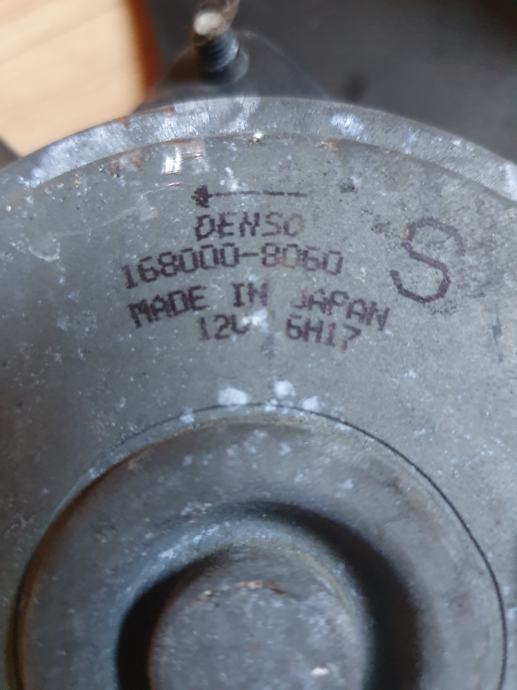 DENSO
168000-8060
S
MADE IN JAPAN
12V 6H17